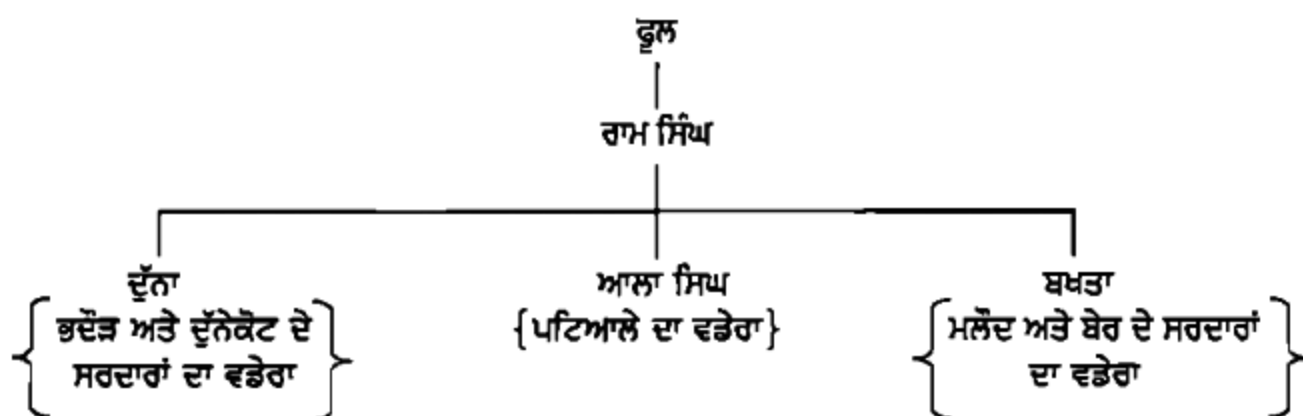 ਫੂਲ
ਰਾਮ ਸਿੰਘ
ਦੁੱਨਾ
{ਭਦੌੜ ਅਤੇ ਦੁੱਨੇਕੋਟ ਦੇ
ਸਰਦਾਰਾਂ ਦਾ ਵਡੇਰਾ}
ਆਲਾ ਸਿਘ
{ਪਟਿਆਲੇ ਦਾ ਵਡੇਰਾ}
ਬਖਤਾ
{ਮਲੌਦ ਅਤੇ ਬੇਰ ਦੇ ਸਰਦਾਰਾਂ
ਦਾ ਵਡੇਰਾ}